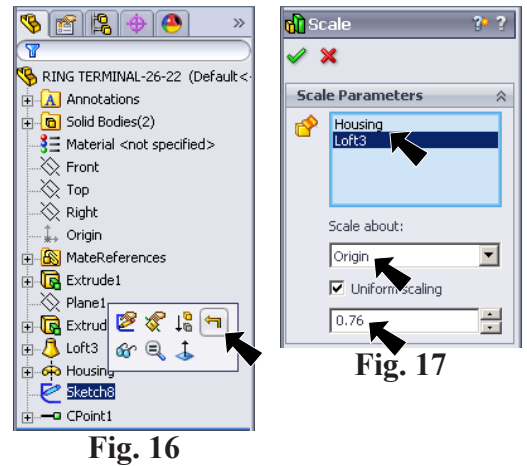 »
RING TERMINAL-26-22 (Default<
A Annotations
Solid Bodies(2)
Material <not specified>
Front
Top
Right
Origin
MateReferences
Extrude1
Plane1
Extrud
Loft3
Housing
Sketch8
CPoint1
Fig. 16
Scale
? ?
Scale Parameters
Housing
Loft3
Scale about:
Origin
Uniform scaling
0.76
Fig. 17